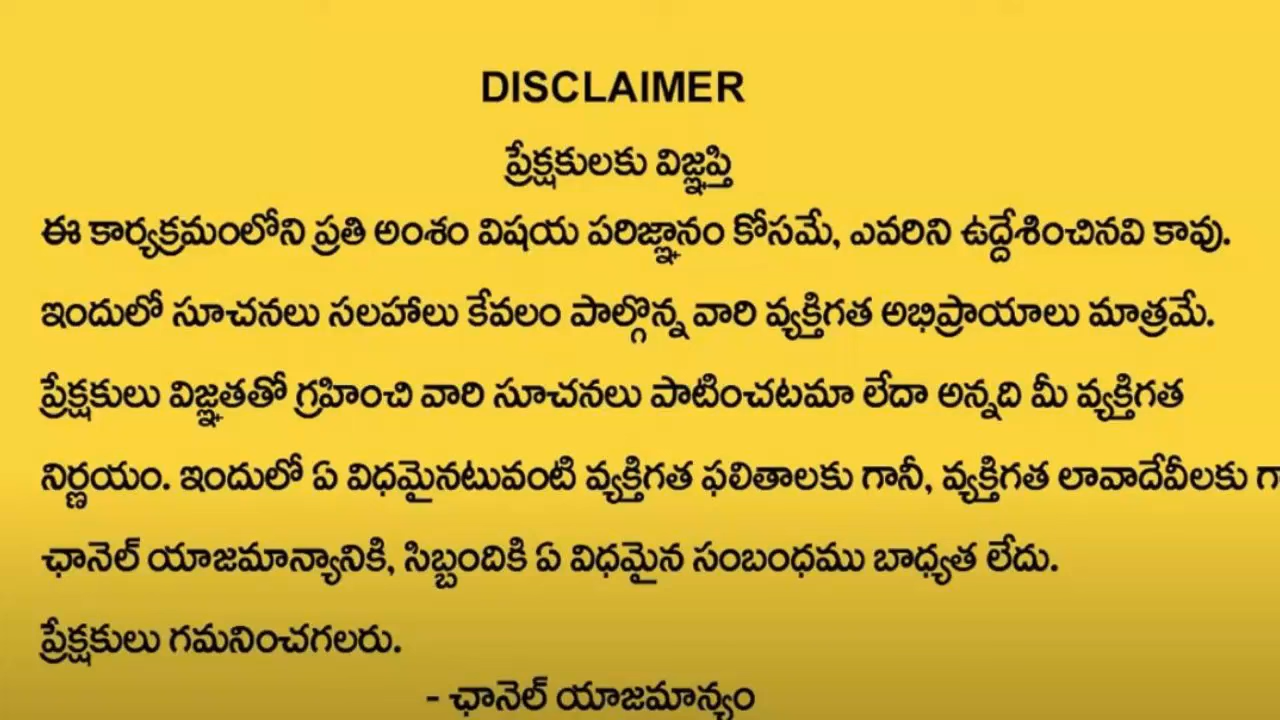 DISCLAIMER
ప్రేక్షకులకు విజ్ఞప్తి
ఈ కార్యక్రమంలోని ప్రతి అంశం విషయ పరిజ్ఞానం కోసమే, ఎవరిని ఉద్దేశించినవి కావు.
ఇందులో సూచనలు సలహాలు కేవలం పాల్గొన్న వారి వ్యక్తిగత అభిప్రాయాలు మాత్రమే.
ప్రేక్షకులు విజ్ఞతతో గ్రహించి వారి సూచనలు పాటించటమా లేదా అన్నది మీ వ్యక్తిగత
నిర్ణయం. ఇందులో ఏ విధమైనటువంటి వ్యక్తిగత ఫలితాలకు గానీ, వ్యక్తిగత లావాదేవీలకు
ఛానెల్ యాజమాన్యానికి, సిబ్బందికి ఏ విధమైన సంబంధము బాధ్యత లేదు.
ప్రేక్షకులు గమనించగలరు.
- ఛానెల్ యాజమాన్యం